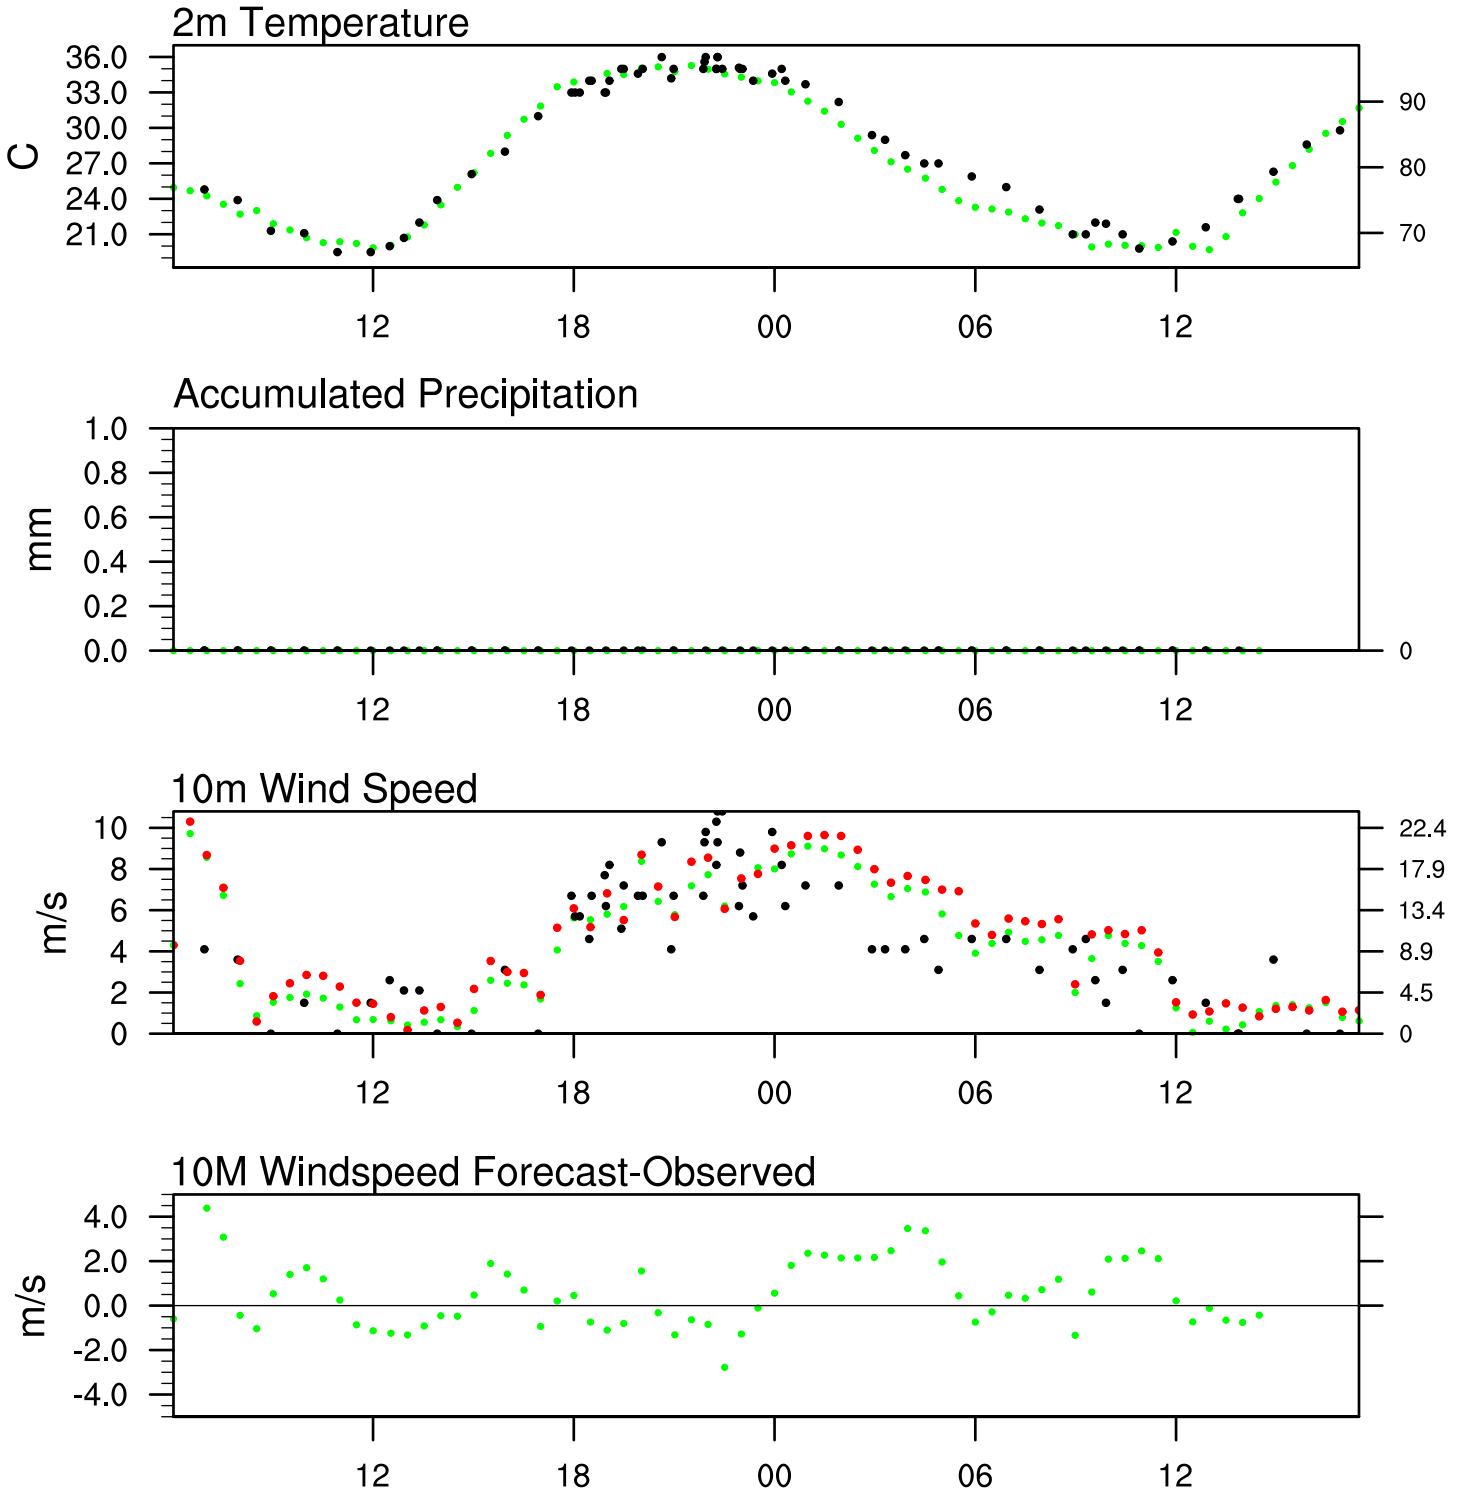 2m Temperature
36.0
33.0
30.0
27.0
24.0
21.0
C
90
80
70
12 18 00 06 12
Accumulated Precipitation
1.0
0.8
0.6
0.4
0.2
0.0
mm
0
12 18 00 06 12
10m Wind Speed
10
8
6
4
2
0
m/s
22.4
17.9
13.4
8.9
4.5
0
12 18 00 06 12
10M Windspeed Forecast-Observed
4.0
2.0
0.0
-2.0
-4.0
m/s
12 18 00 06 12